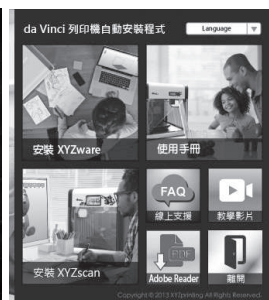 da Vinci 列印機自動安裝程式
Language
安裝 XYZware
使用手冊
FAQ
線上支援
教學影片
安裝 XYZscan
PDF
Adobe Reader
離開
Copyright © 2013 XYZprinting All Rights Reserved.